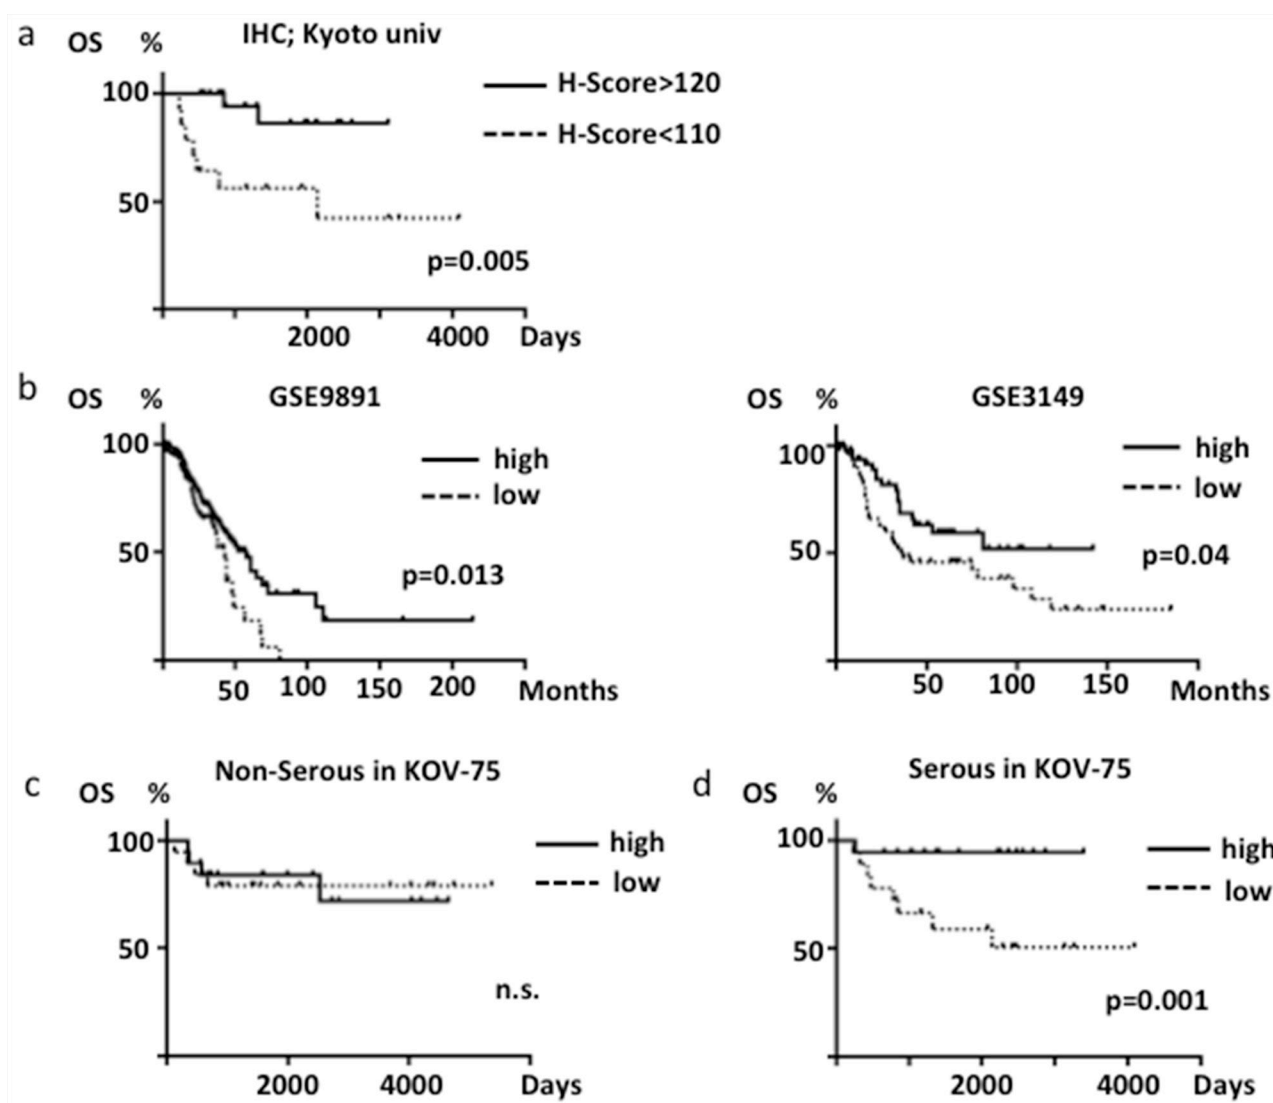 a OS % IHC; Kyoto univ
100
H-Score>120
H-Score<110
50
p=0.005
2000 4000 Days
b OS % GSE9891
100
high
low
50
p=0.013
50 100 150 200 Months
OS % GSE3149
100
high
low
50
p=0.04
50 100 150 Months
c OS % Non-Serous in KOV-75
100
high
low
50
n.s.
2000 4000 Days
d OS % Serous in KOV-75
100
high
low
50
p=0.001
2000 4000 Days